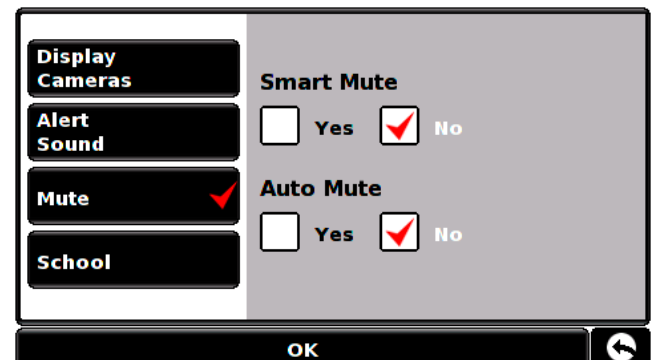 Display
Cameras
Alert
Sound
Mute
School
Smart Mute
Yes No
Auto Mute
Yes No
OK